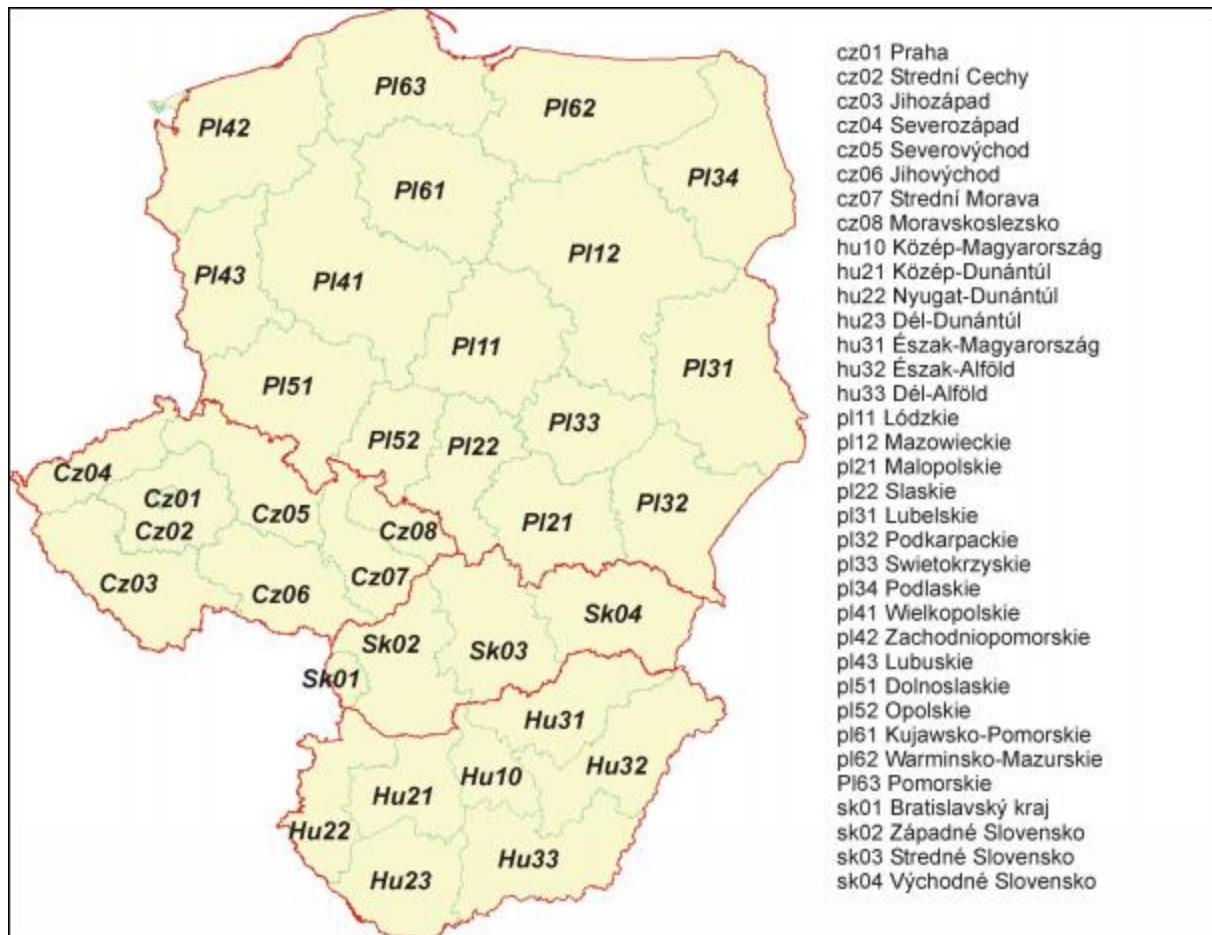 Pl63
Pl62
Pl42
Pl34
Pl61
Pl12
Pl43
Pl41
Pl11
Pl31
Pl51
Pl33
Pl52
Pl22
Cz04
Cz01
Pl32
Cz05
Pl21
Cz02
Cz08
Cz03
Cz07
Cz06
Sk04
Sk02
Sk03
Sk01
Hu31
Hu32
Hu10
Hu21
Hu22
Hu33
Hu23
cz01 Praha
cz02 Strední Cechy
cz03 Jihozápad
cz04 Severozápad
cz05 Severovýchod
cz06 Jihovýchod
cz07 Strední Morava
cz08 Moravskoslezsko
hu10 Közép-Magyarország
hu21 Közép-Dunántúl
hu22 Nyugat-Dunántúl
hu23 Dél-Dunántúl
hu31 Észak-Magyarország
hu32 Észak-Alföld
hu33 Dél-Alföld
pl11 Lódzkie
pl12 Mazowieckie
pl21 Malopolskie
pl22 Slaskie
pl31 Lubelskie
pl32 Podkarpackie
pl33 Swietokrzyskie
pl34 Podlaskie
pl41 Wielkopolskie
pl42 Zachodniopomorskie
pl43 Lubuskie
pl51 Dolnoslaskie
pl52 Opolskie
pl61 Kujawsko-Pomorskie
pl62 Warminsko-Mazurskie
Pl63 Pomorskie
sk01 Bratislavský kraj
sk02 Západné Slovensko
sk03 Stredné Slovensko
sk04 Východné Slovensko